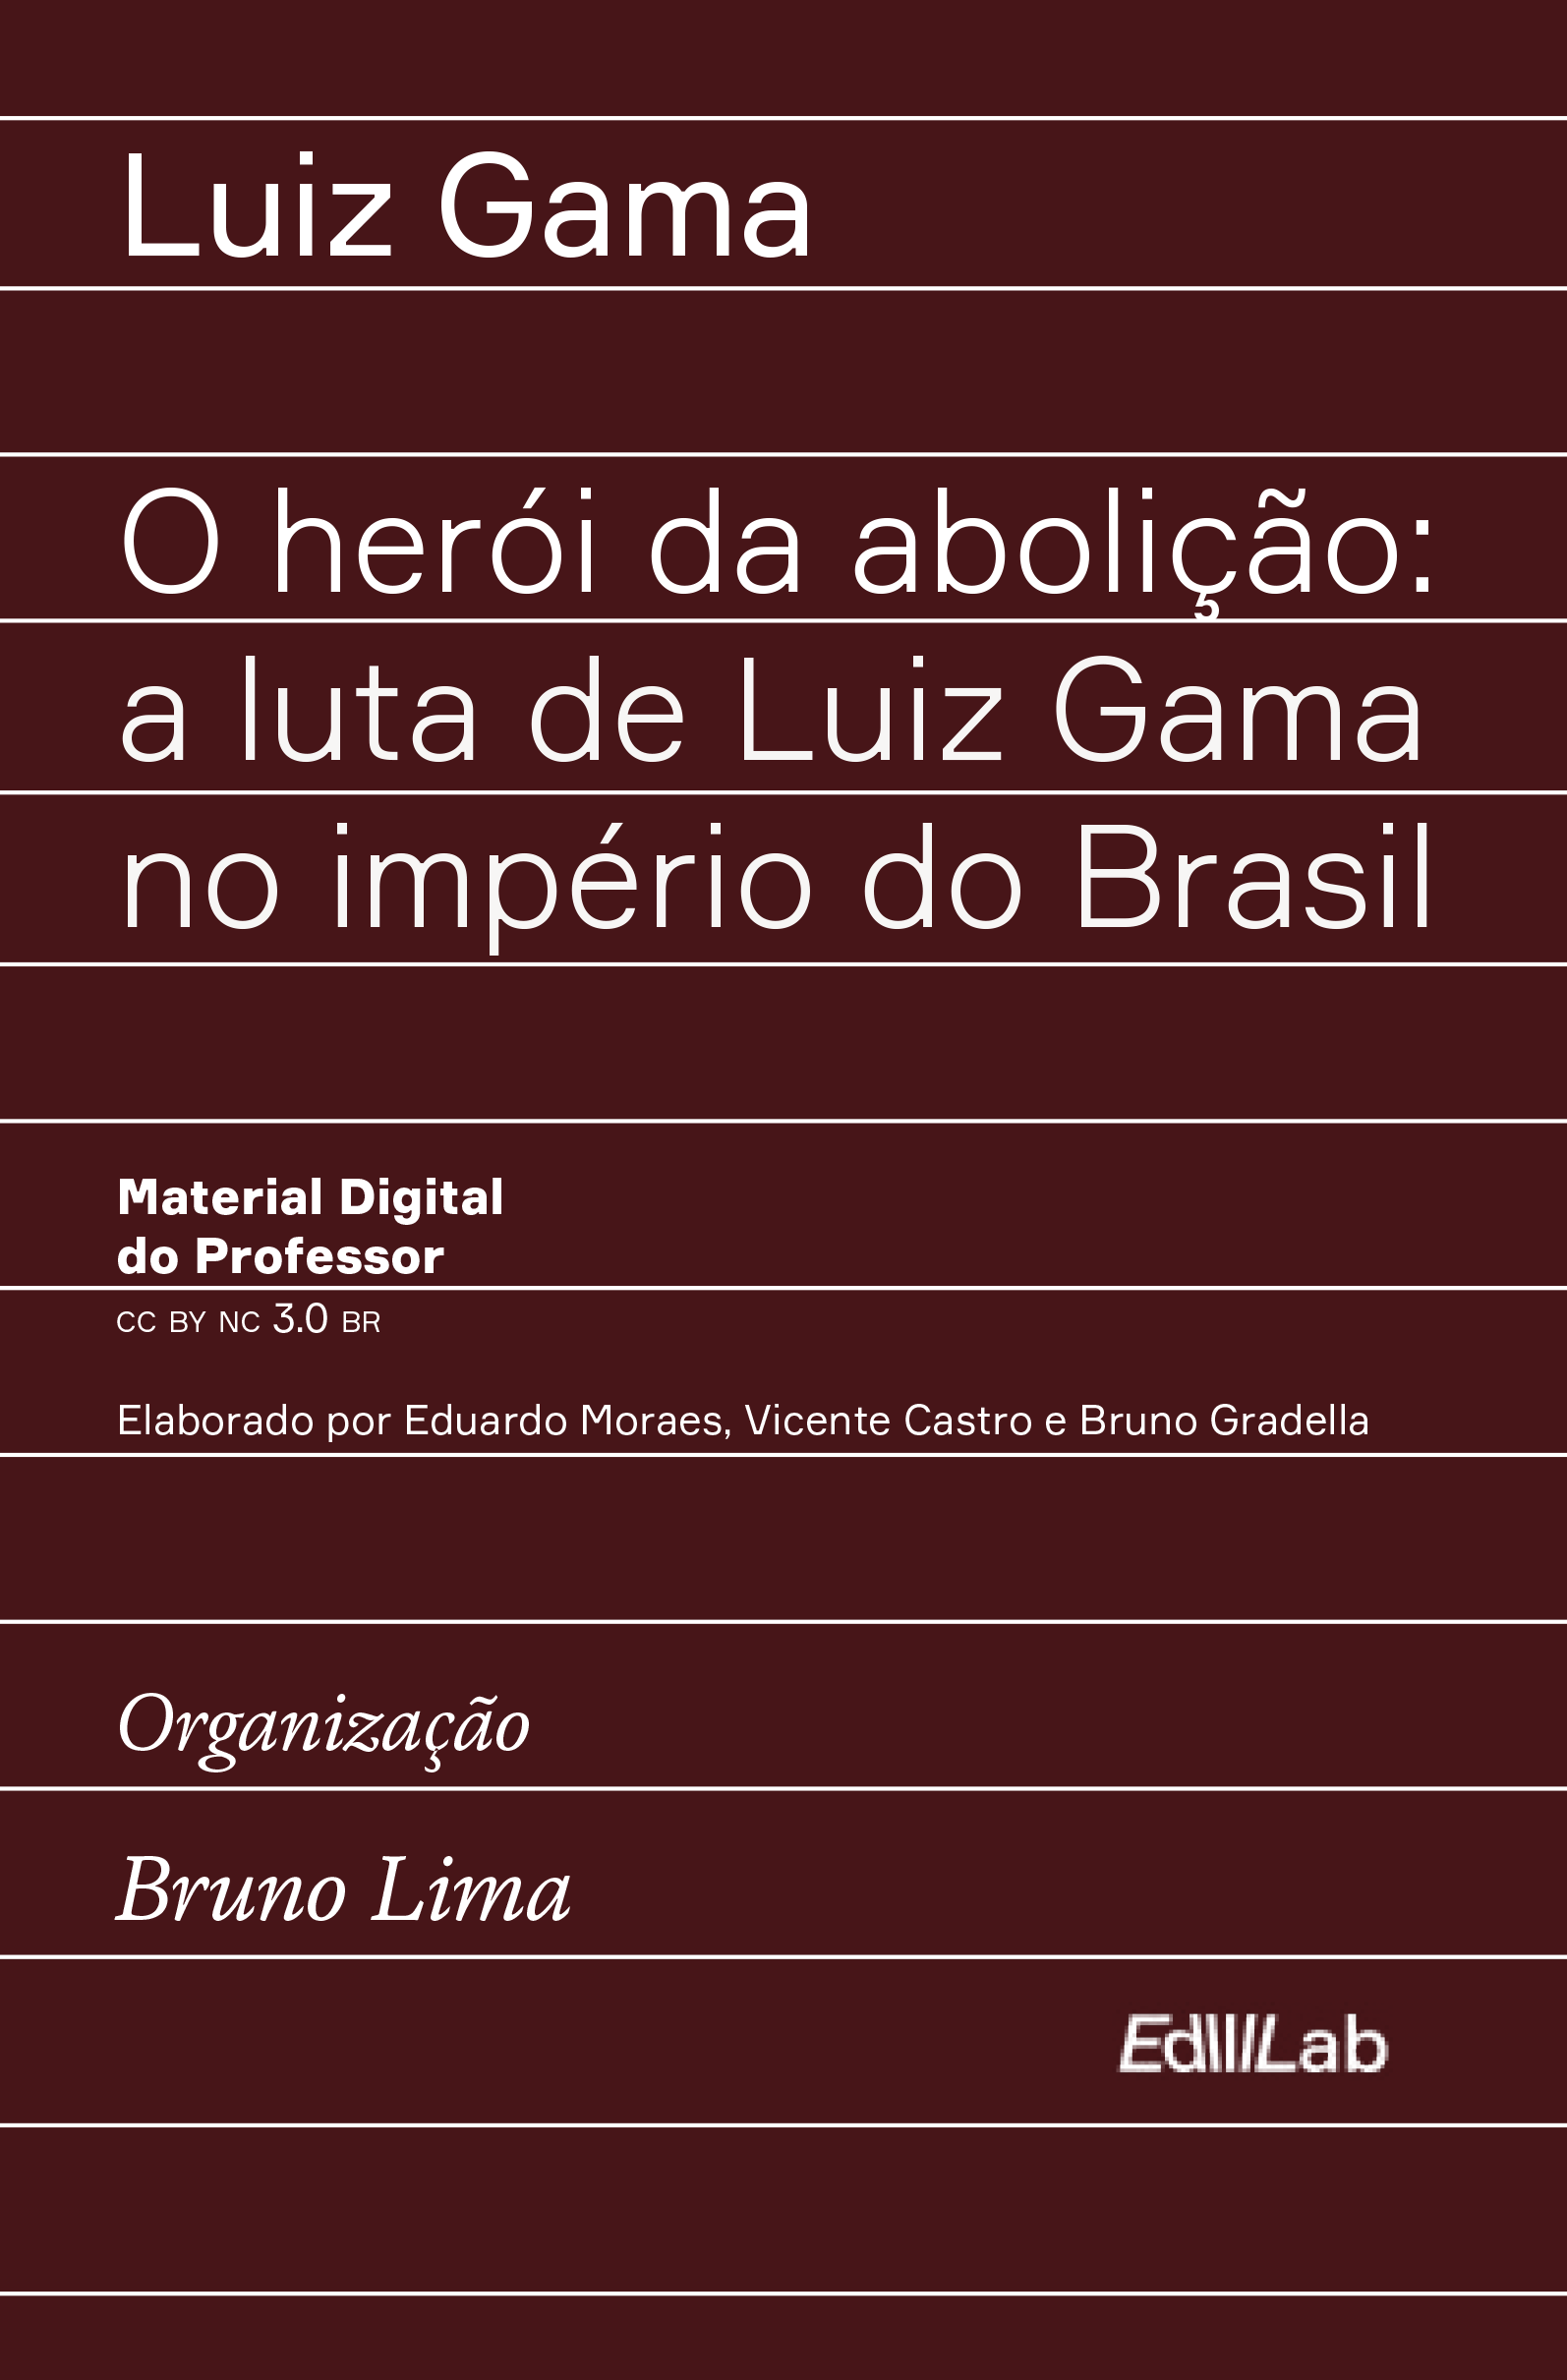 Luiz Gama
O herói da abolição:
a luta de Luiz Gama
no império do Brasil
Material Digital
do Professor
CC BY NC 3.0 BR
Elaborado por Eduardo Moraes, Vicente Castro e Bruno Gradella
Organização
Bruno Lima